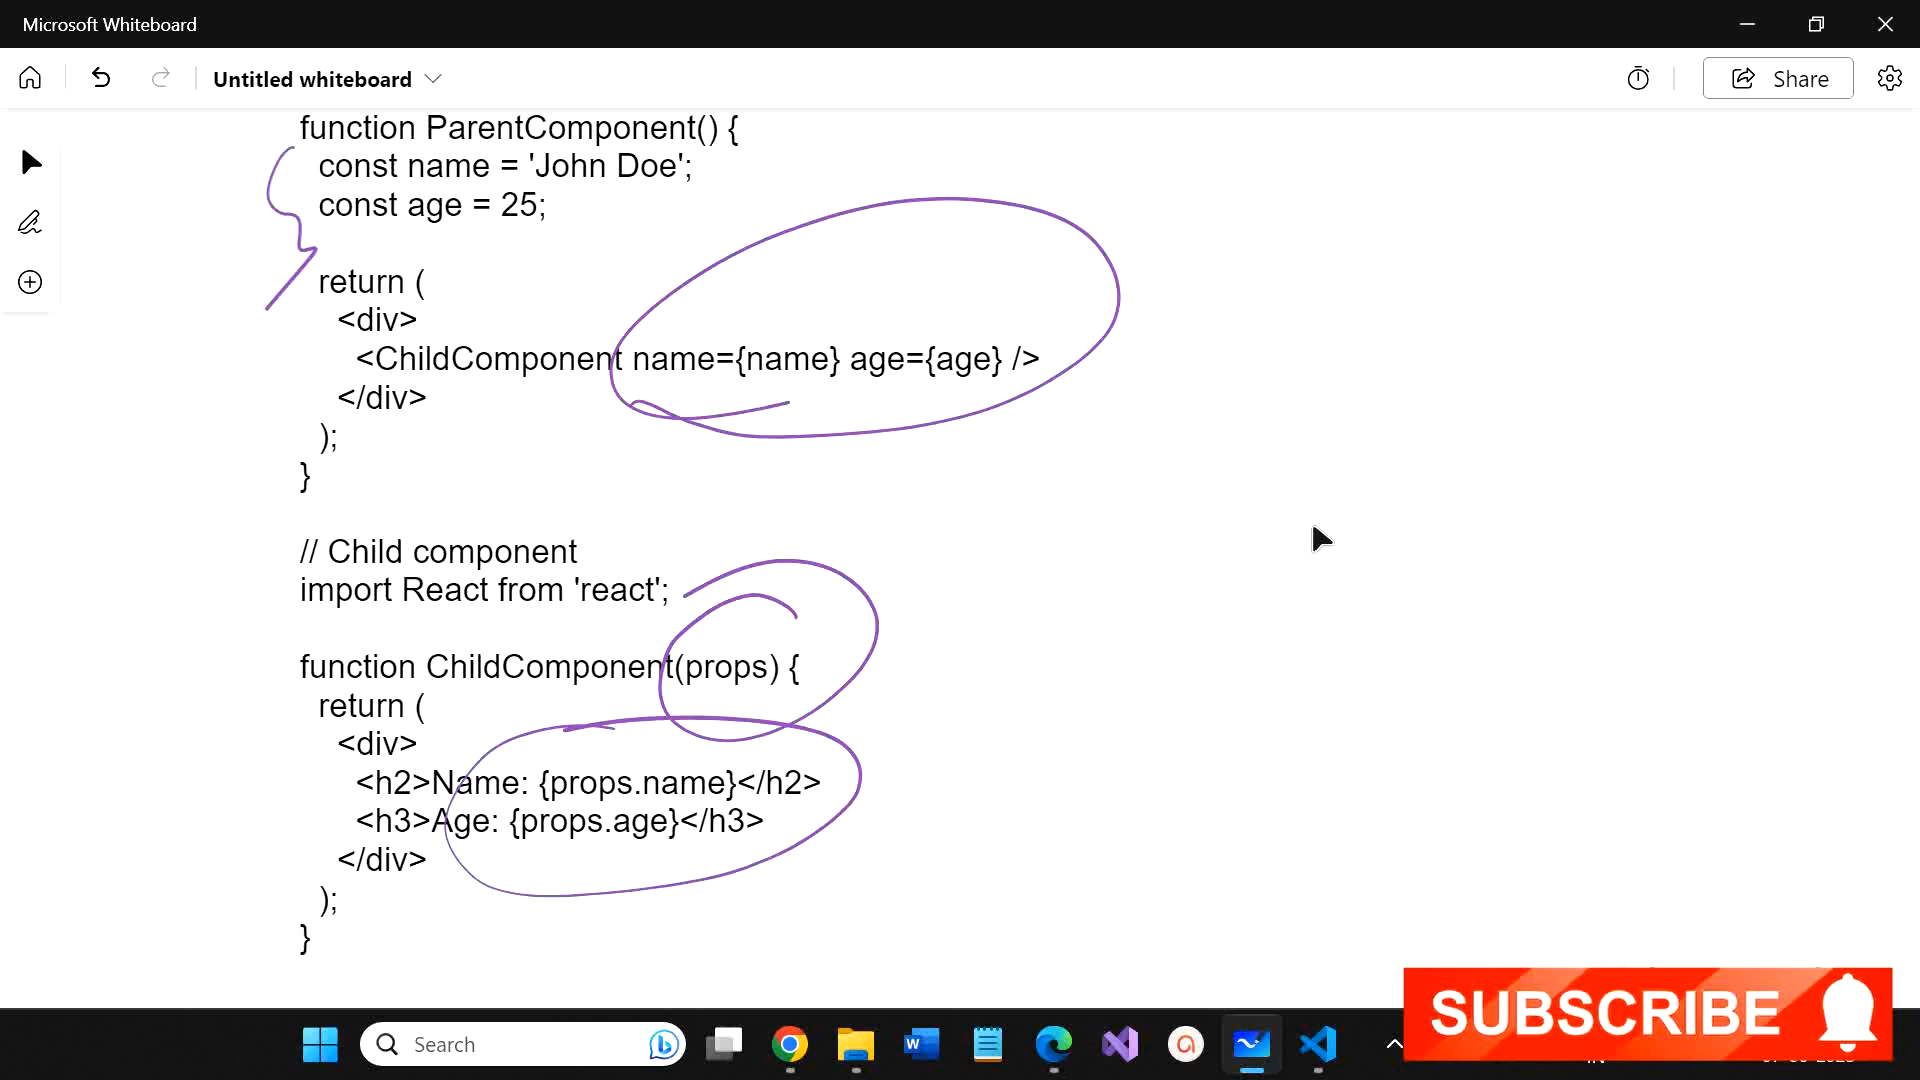 Microsoft Whiteboard
Untitled whiteboard
Share
function ParentComponent() {
const name = 'John Doe';
const age = 25;
return (
<div>
<ChildComponent name={name} age={age} />
</div>
);
}
// Child component
import React from 'react';
function ChildComponent(props) {
return (
<div>
<h2>Name: {props.name}</h2>
<h3>Age: {props.age}</h3>
</div>
);
}
SUBSCRIBE
Search